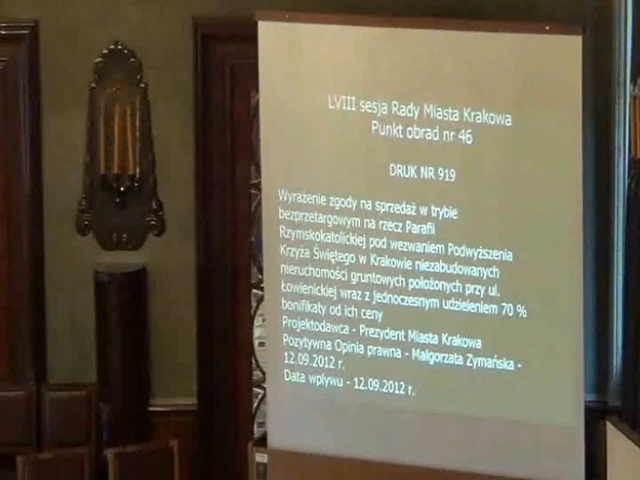 LVIII sesja Rady Miasta Krakowa
Punkt obrad nr 46
DRUK NR 919
Wyrażenie zgody na sprzedaż w trybie
bezprzetargowym na rzecz Parafii
Rzymskokatolickiej pod wezwaniem Podwyższenia
Krzyża Świętego w Krakowie niezabudowanych
nieruchomości gruntowych położonych przy ul.
Łowienickiej wraz z jednoczesnym udzieleniem 70 %
bonifikaty od ich ceny
Projektodawca - Prezydent Miasta Krakowa
Pozytywna Opinia prawna - Małgorzata Zymańska -
12.09.2012 r.
Data wpływu - 12.09.2012 r.